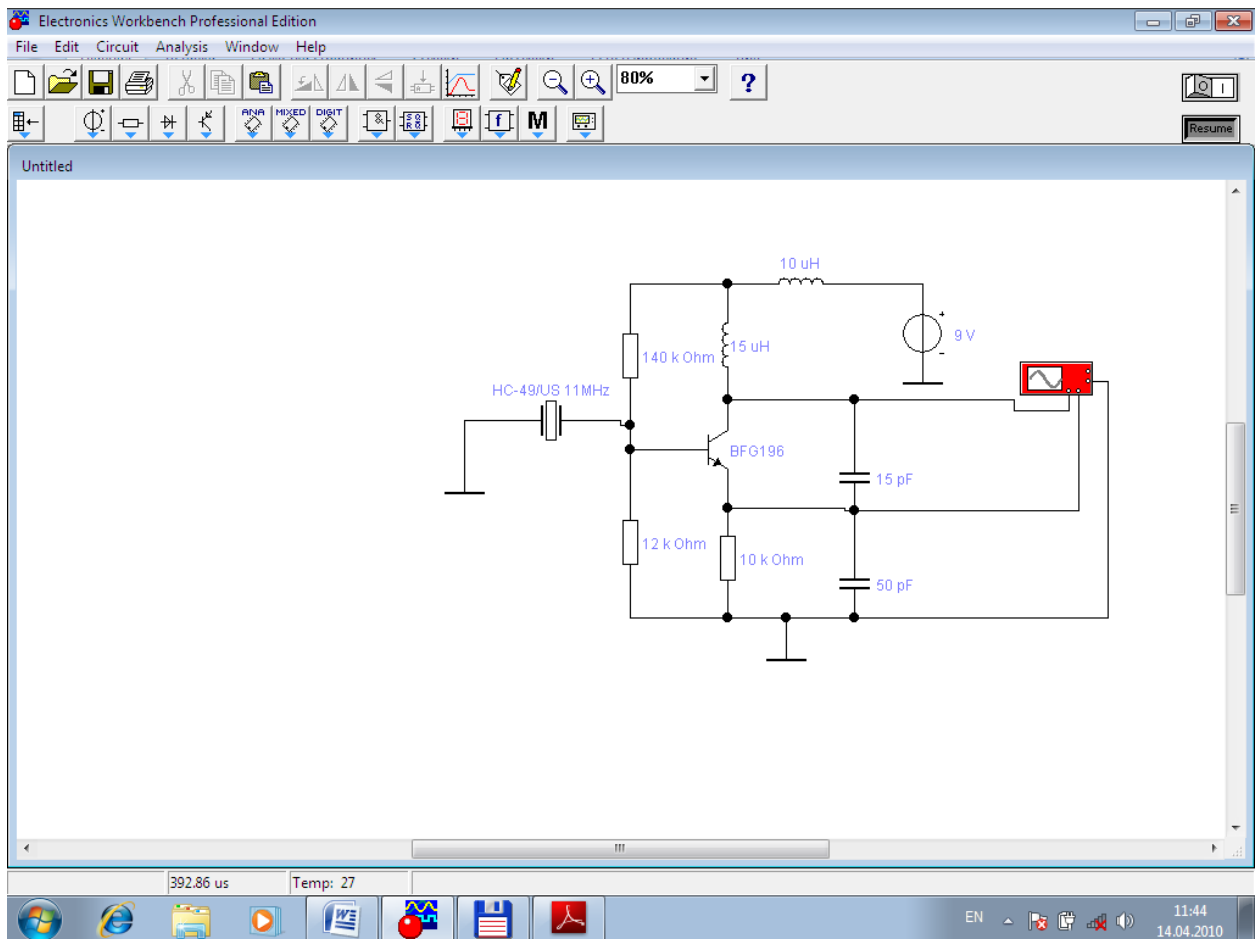 Electronics Workbench Professional Edition
File Edit Circuit Analysis Window Help
80%
?
ANA MIXED DIGIT
M
Resume
Untitled
10 uH
9 V
140 k Ohm
15 uH
HC-49/US 11MHz
BFG196
15 pF
12 k Ohm
10 k Ohm
50 pF
392.86 us Temp: 27
EN
11:44
14.04.2010